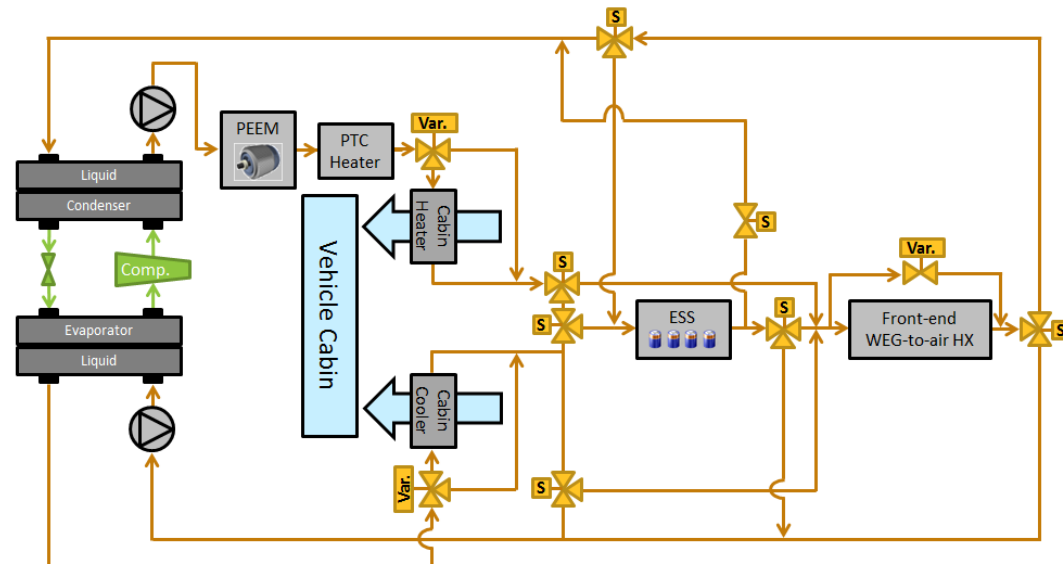 S
PEEM
PTC
Heater
Var.
Liquid
Condenser
Comp.
Evaporator
Liquid
Vehicle Cabin
Cabin
Heater
Cabin
Cooler
Var.
S
S
S
S
ESS
S
Var.
Front-end
WEG-to-air HX
S